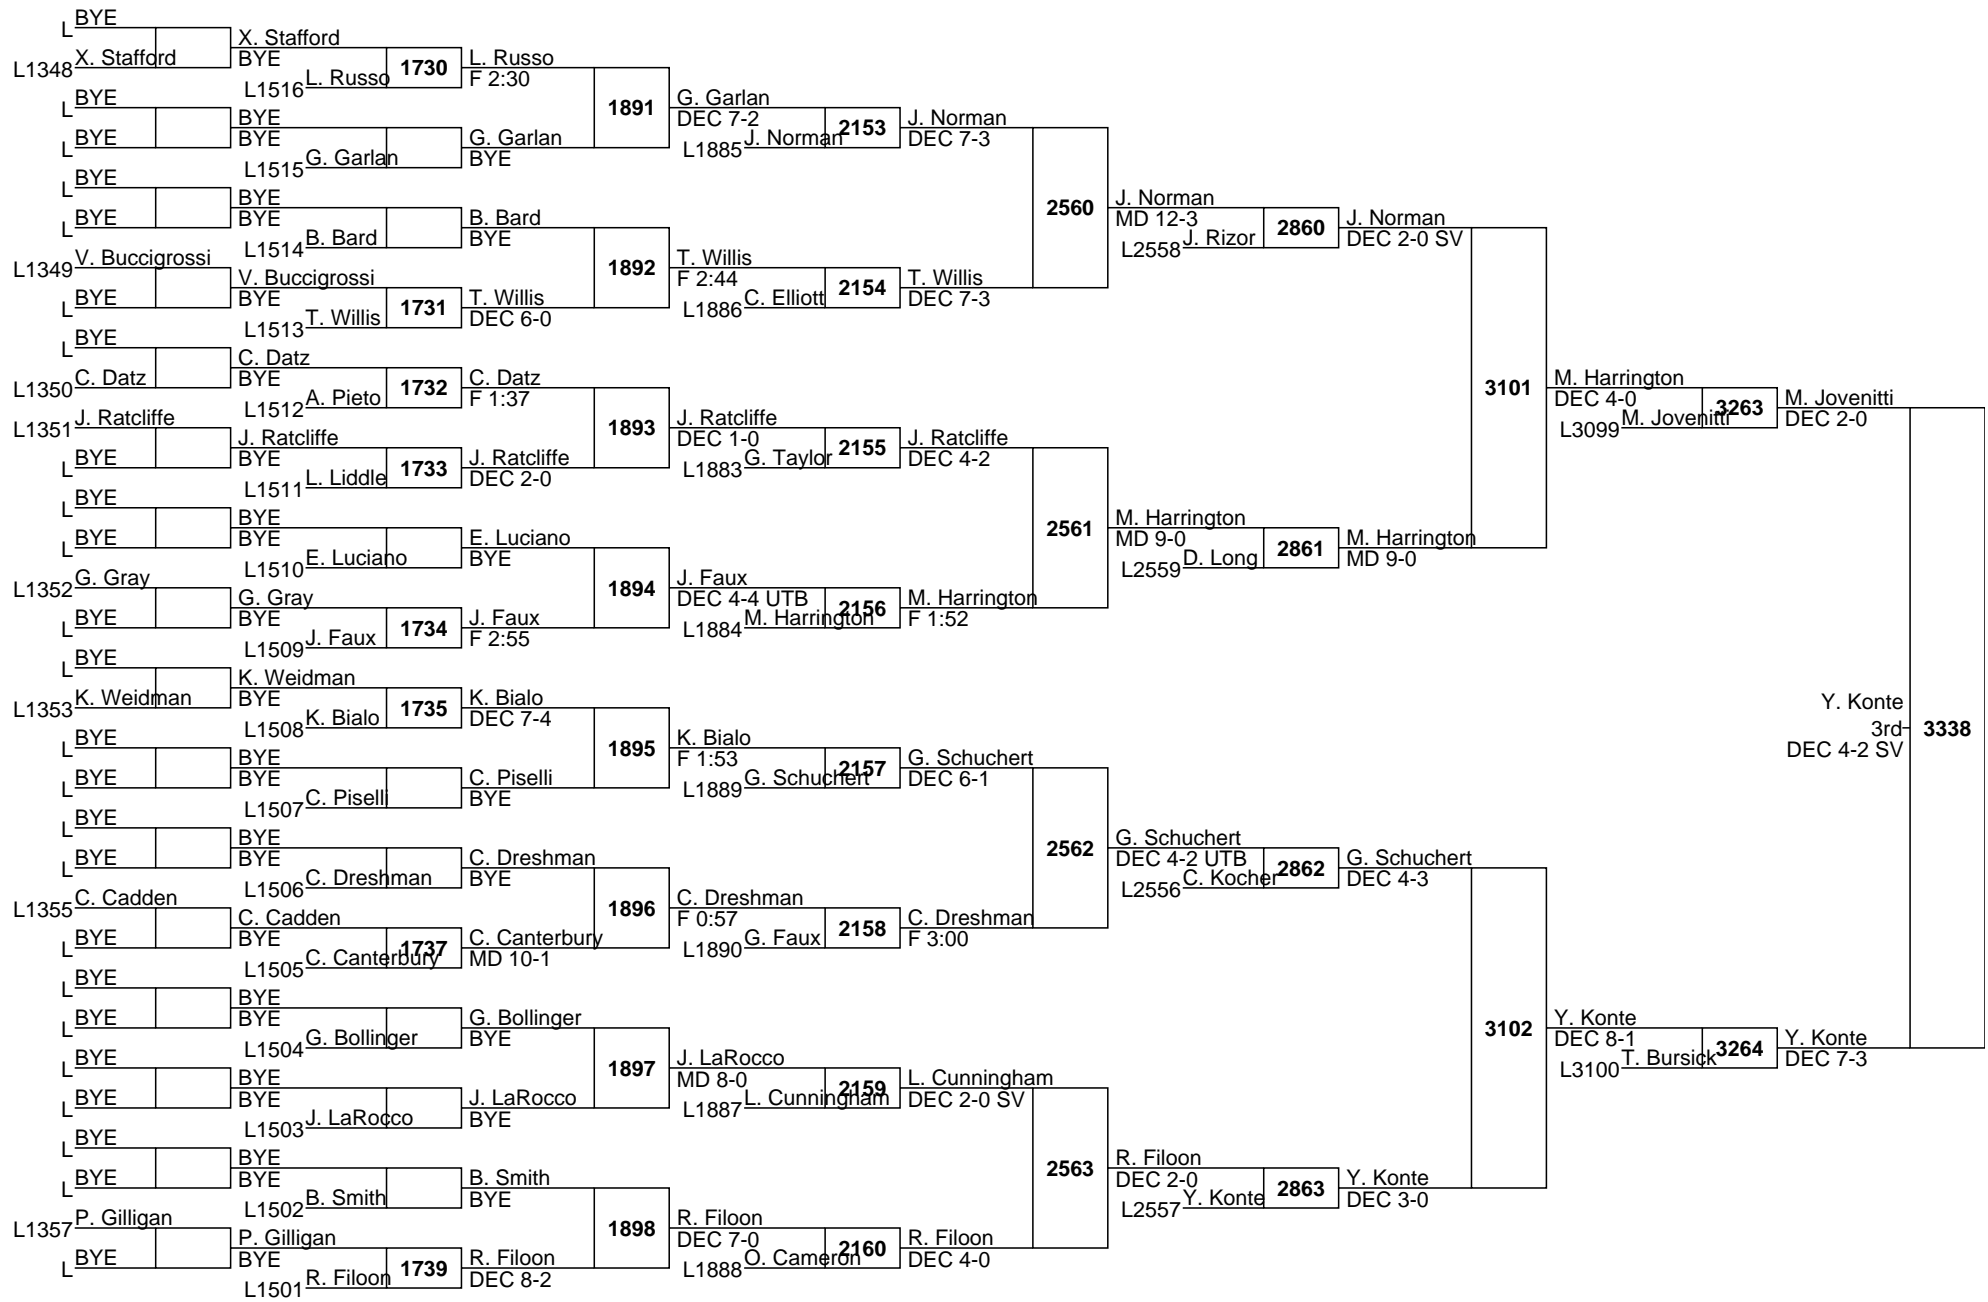 BYE
L
X. Stafford
L1348
X. Stafford
BYE
L1516 L. Russo
1730
L. Russo
F 2:30
BYE
L
BYE
L
BYE
BYE
L1515 G. Garlan
G. Garlan
BYE
1891
G. Garlan
DEC 7-2
L1885 J. Norman
2153
J. Norman
DEC 7-3
BYE
L
BYE
L
BYE
BYE
L1514 B. Bard
B. Bard
BYE
L1349 V. Buccigrossi
BYE
L
V. Buccigrossi
BYE
L1513 T. Willis
1731
T. Willis
DEC 6-0
1892
T. Willis
F 2:44
L1886 C. Elliott
2154
T. Willis
DEC 7-3
2560
J. Norman
MD 12-3
L2558 J. Rizor
2860
J. Norman
DEC 2-0 SV
BYE
L
L1350 C. Datz
C. Datz
BYE
L1512 A. Pieto
1732
C. Datz
F 1:37
L1351 J. Ratcliffe
BYE
L
J. Ratcliffe
BYE
L1511 L. Liddle
1733
J. Ratcliffe
DEC 2-0
1893
J. Ratcliffe
DEC 1-0
L1883 G. Taylor
2155
J. Ratcliffe
DEC 4-2
BYE
L
BYE
L
BYE
BYE
L1510 E. Luciano
E. Luciano
BYE
L1352 G. Gray
BYE
L
G. Gray
BYE
L1509 J. Faux
1734
J. Faux
F 2:55
1894
J. Faux
DEC 4-4 UTB
L1884 M. Harrington
2156
M. Harrington
F 1:52
2561
M. Harrington
MD 9-0
L2559 D. Long
2861
M. Harrington
MD 9-0
3101
M. Harrington
DEC 4-0
L3099 M. Jovenitti
3263
M. Jovenitti
DEC 2-0
BYE
L
L1353 K. Weidman
K. Weidman
BYE
L1508 K. Bialo
1735
K. Bialo
DEC 7-4
BYE
L
BYE
L
BYE
BYE
L1507 C. Piselli
C. Piselli
BYE
1895
K. Bialo
F 1:53
L1889 G. Schuchert
2157
G. Schuchert
DEC 6-1
BYE
L
BYE
L
BYE
BYE
L1506 C. Dreshman
C. Dreshman
BYE
L1355 C. Cadden
BYE
L
C. Cadden
BYE
L1505 C. Canterbury
1737
C. Canterbury
MD 10-1
1896
C. Dreshman
F 0:57
L1890 G. Faux
2158
C. Dreshman
F 3:00
2562
G. Schuchert
DEC 4-2 UTB
L2556 C. Kocher
2862
G. Schuchert
DEC 4-3
BYE
L
BYE
L
BYE
BYE
L1504 G. Bollinger
G. Bollinger
BYE
BYE
L
BYE
L
BYE
BYE
L1503 J. LaRocco
J. LaRocco
BYE
1897
J. LaRocco
MD 8-0
L1887 L. Cunningham
2159
L. Cunningham
DEC 2-0 SV
BYE
L
BYE
L
BYE
BYE
L1502 B. Smith
B. Smith
BYE
L1357 P. Gilligan
BYE
L
P. Gilligan
BYE
L1501 R. Filoon
1739
R. Filoon
DEC 8-2
1898
R. Filoon
DEC 7-0
L1888 O. Cameron
2160
R. Filoon
DEC 4-0
2563
R. Filoon
DEC 2-0
L2557 Y. Konte
2863
Y. Konte
DEC 3-0
3102
Y. Konte
DEC 8-1
L3100 T. Bursick
3264
Y. Konte
DEC 7-3
Y. Konte
3rd
DEC 4-2 SV
3338